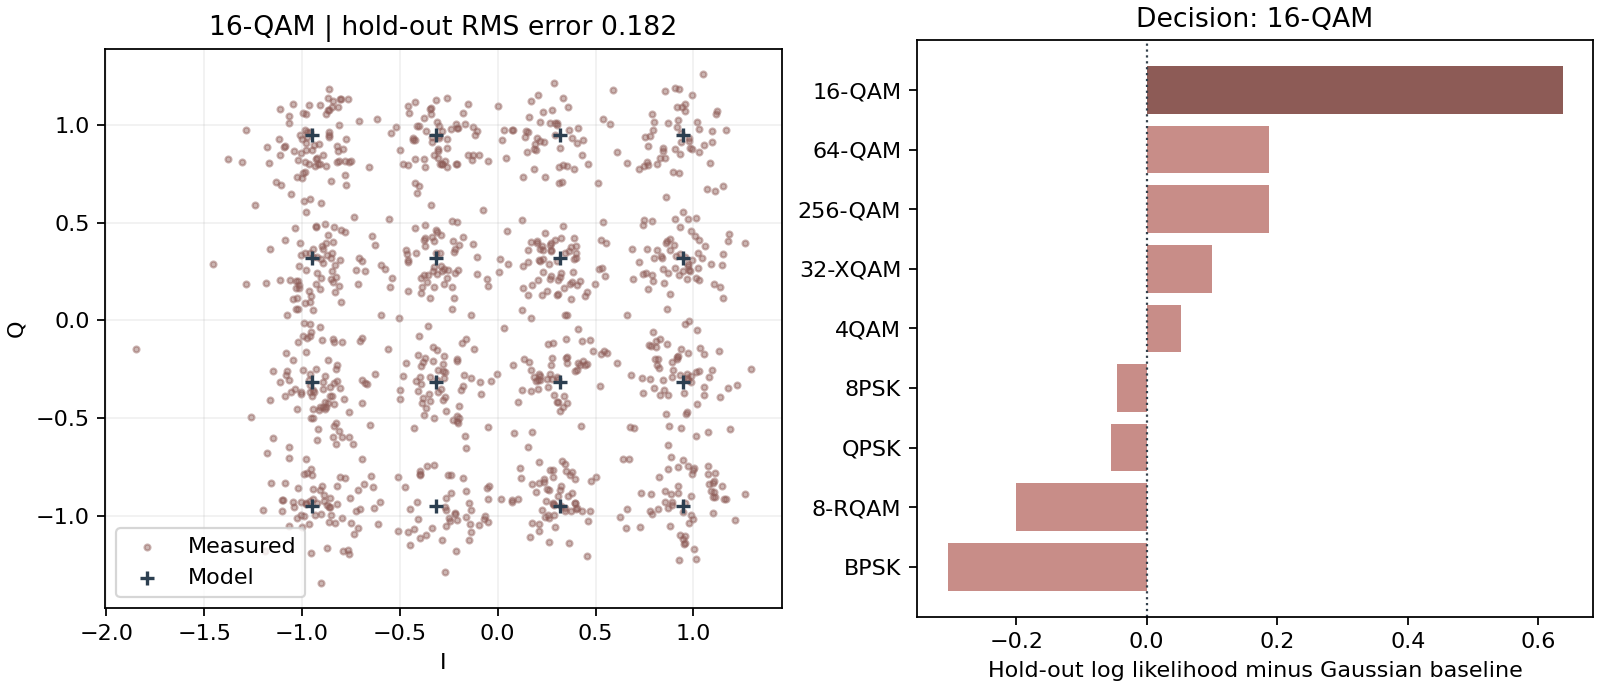 16-QAM | hold-out RMS error 0.182
1.0
0.5
0.0
−0.5
−1.0
Q
Measured
Model
−2.0 −1.5 −1.0 −0.5 0.0 0.5 1.0
I
Decision: 16-QAM
16-QAM
64-QAM
256-QAM
32-XQAM
4QAM
8PSK
QPSK
8-RQAM
BPSK
−0.2 0.0 0.2 0.4 0.6
Hold-out log likelihood minus Gaussian baseline